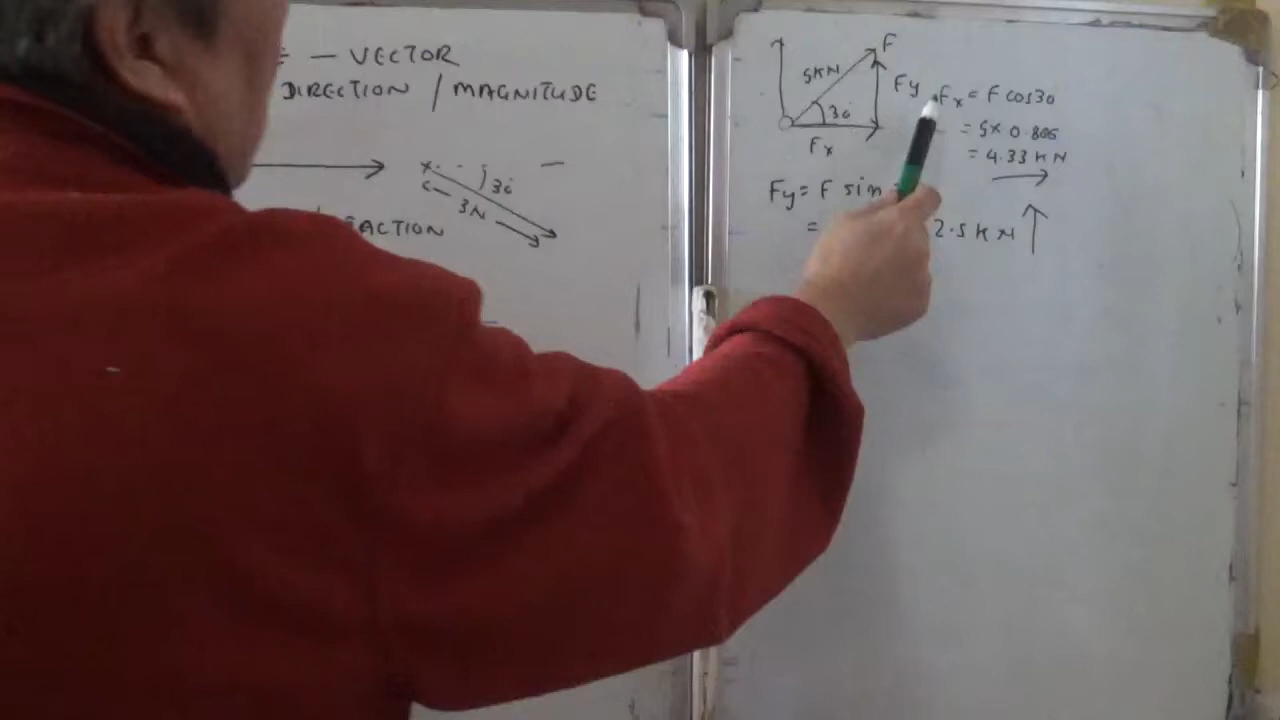 — VECTOR
DIRECTION / MAGNITUDE
30
3N
ACTION
F
5KN
30
Fy
Fx
Fx = F cos30
= 5x 0.866
= 4.33 KN
Fy = F sin
=
2.5 KN